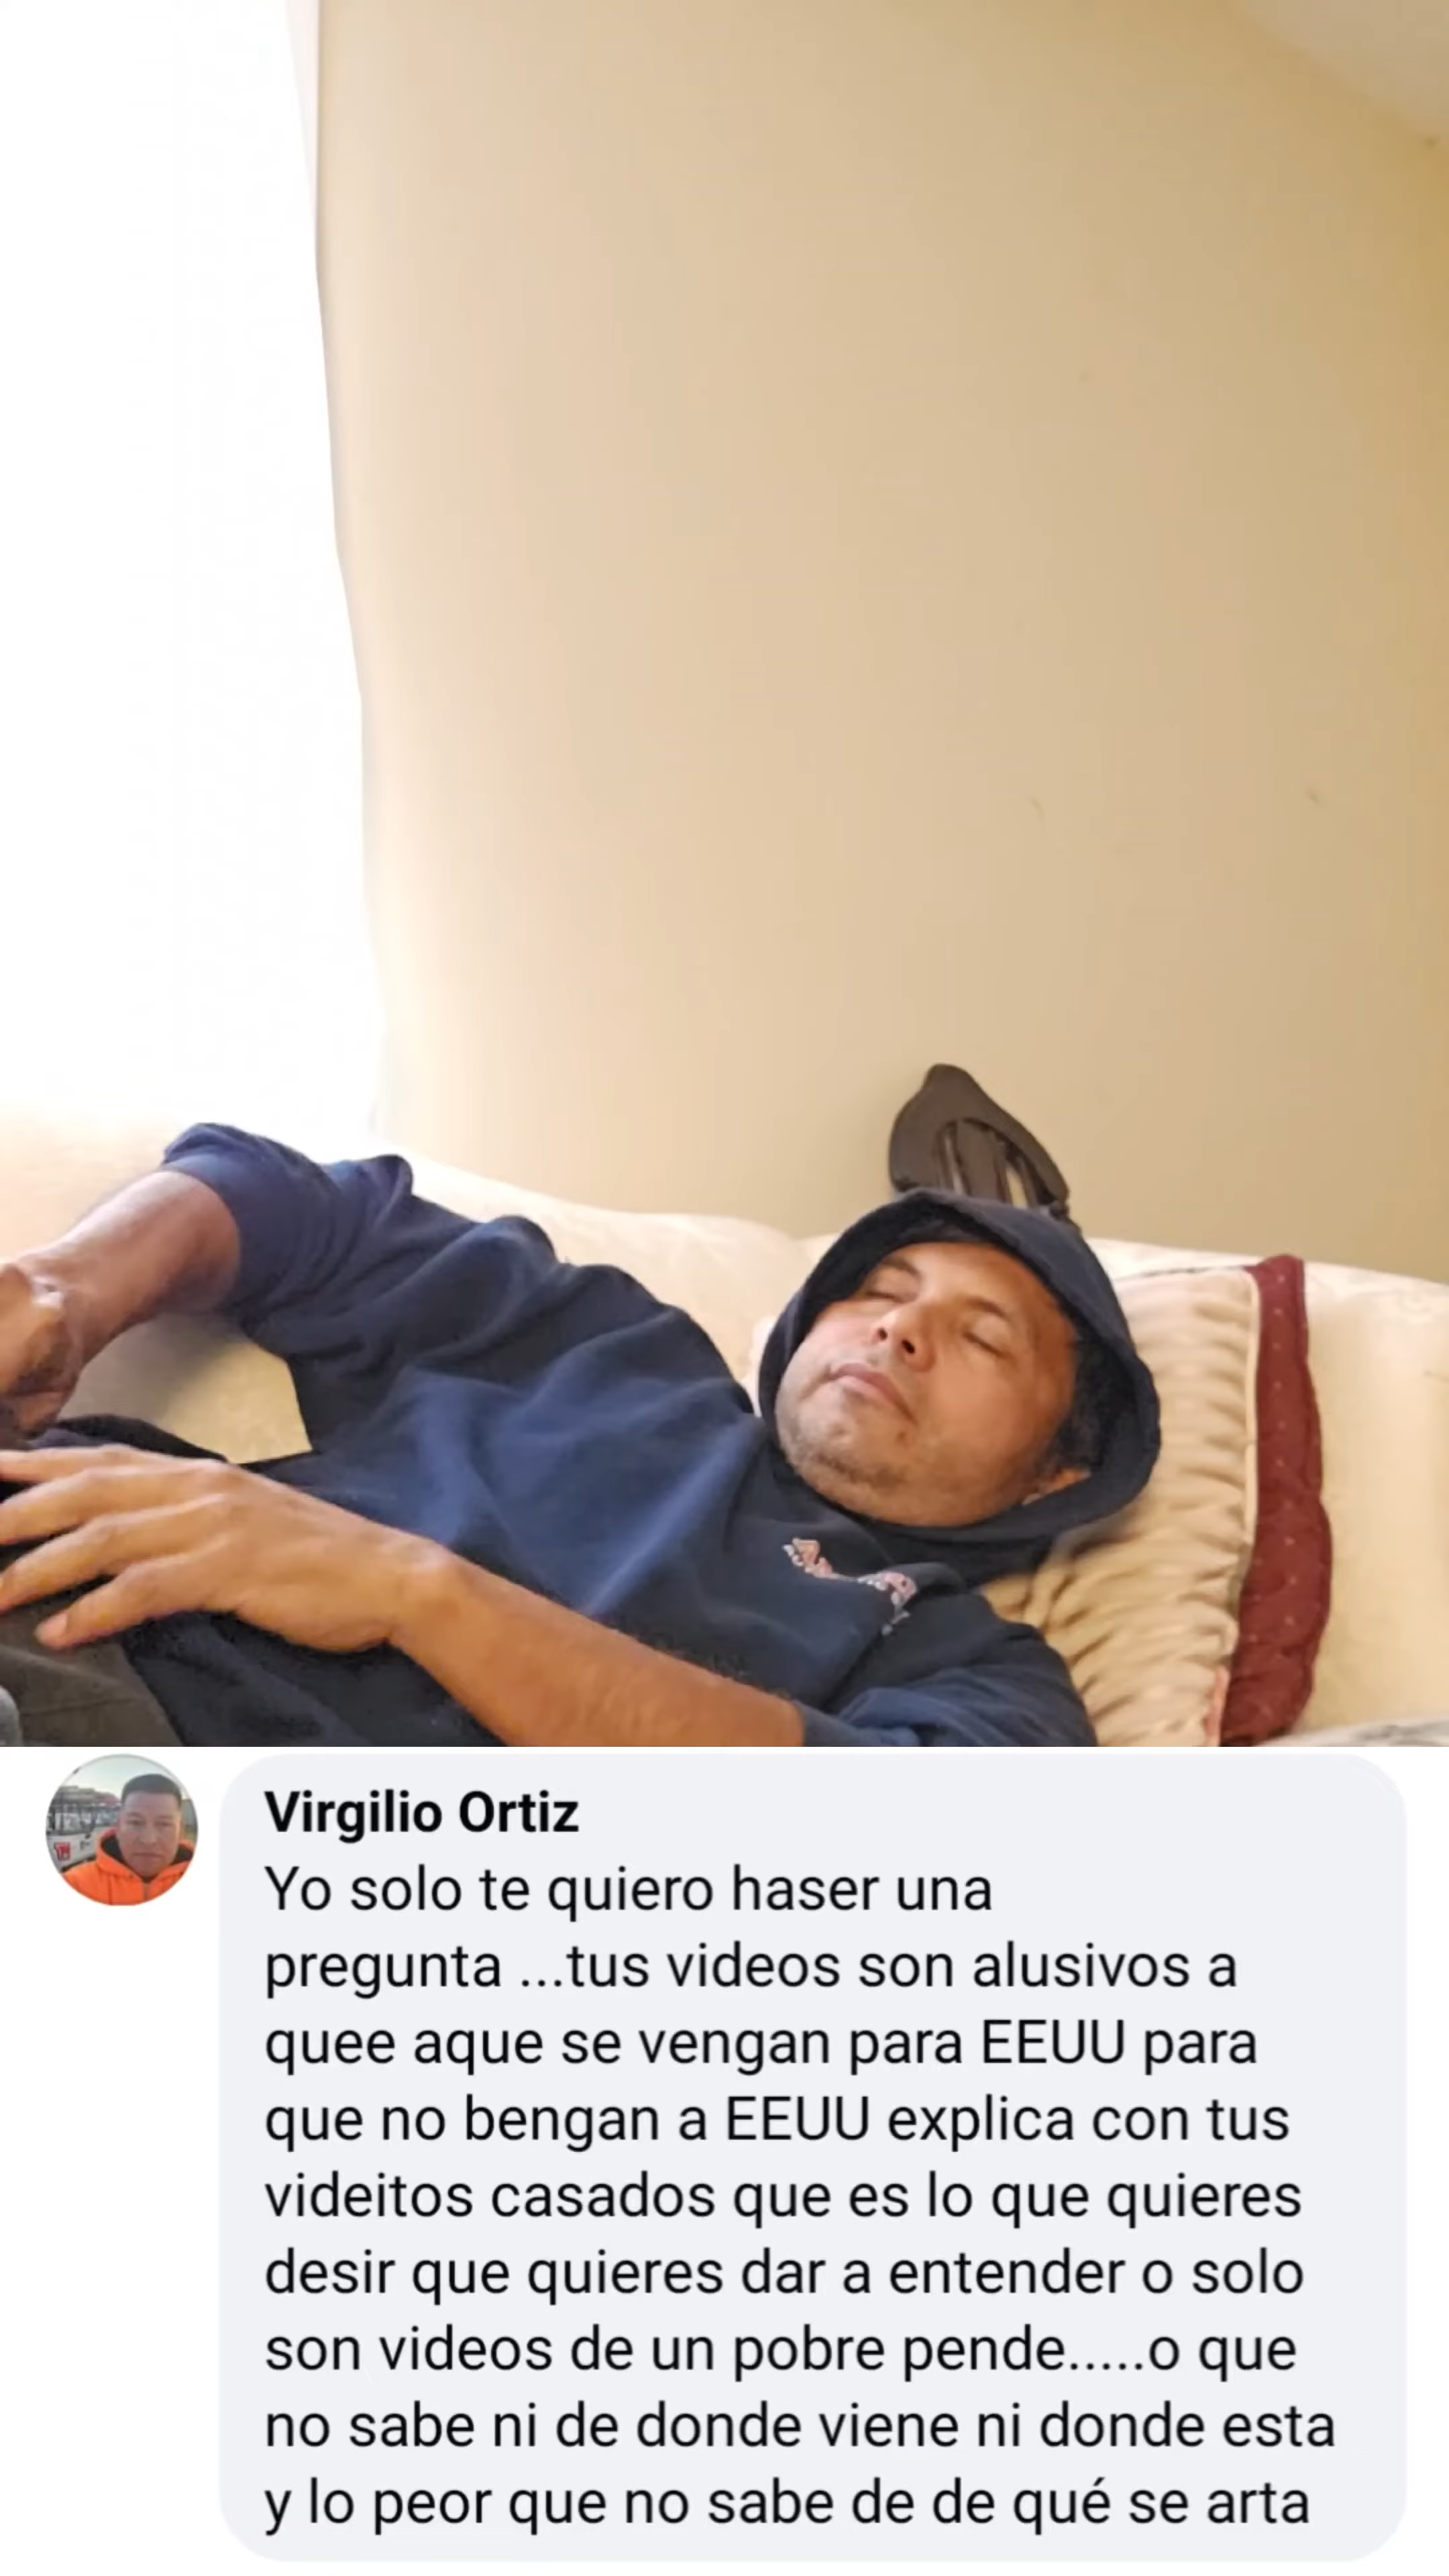 Virgilio Ortiz
Yo solo te quiero haser una
pregunta ...tus videos son alusivos a
quee aque se vengan para EEUU para
que no bengan a EEUU explica con tus
videitos casados que es lo que quieres
desir que quieres dar a entender o solo
son videos de un pobre pende.....o que
no sabe ni de donde viene ni donde esta
y lo peor que no sabe de de qué se arta